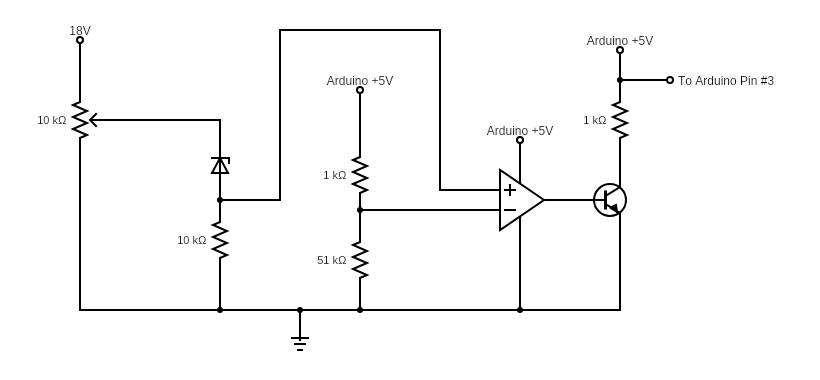 18V
Arduino +5V
Arduino +5V
To Arduino Pin #3
10 kΩ
1 kΩ
Arduino +5V
1 kΩ
10 kΩ
51 kΩ